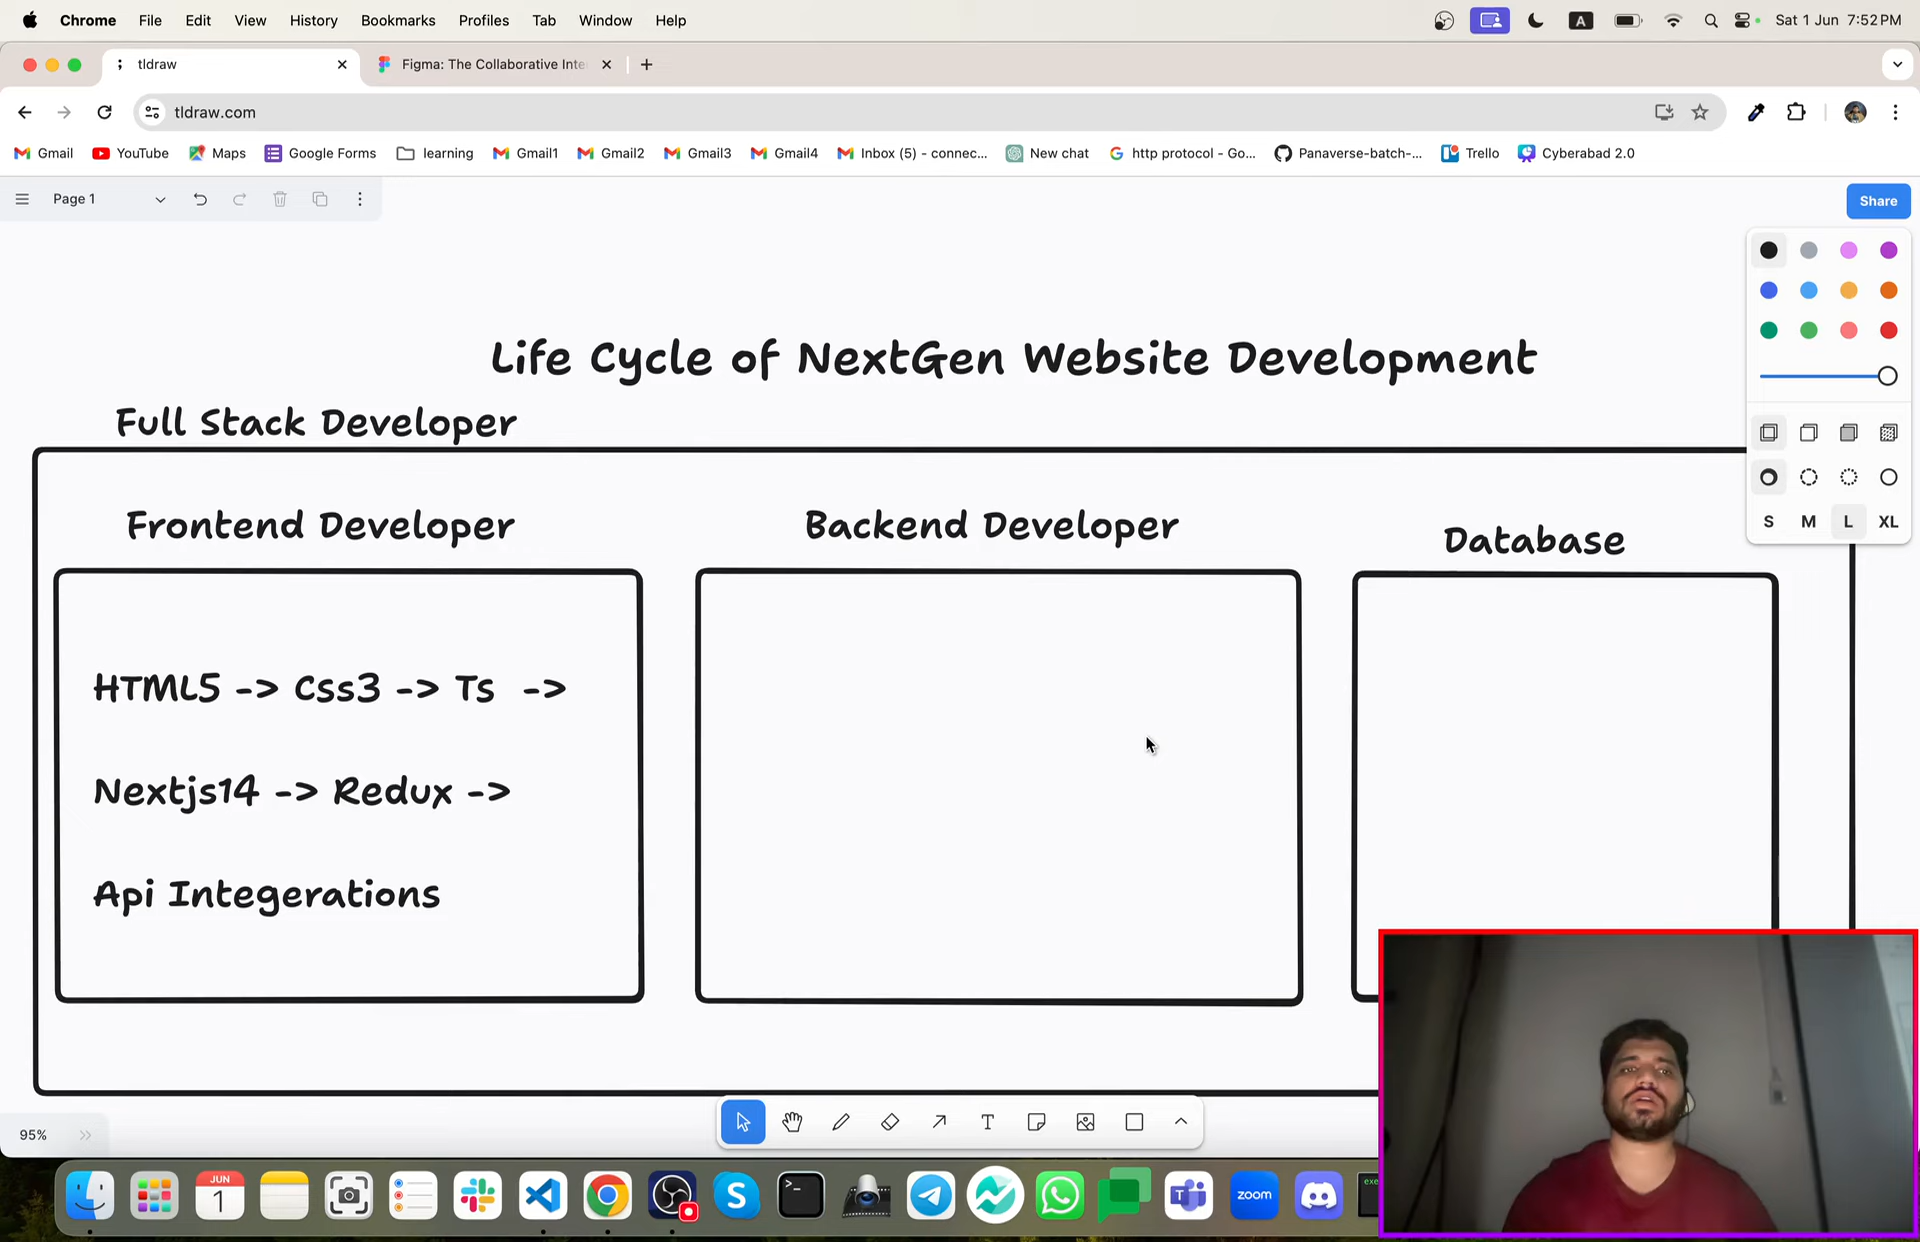 Chrome File Edit View History Bookmarks Profiles Tab Window Help
A
Sat 1 Jun 7:52 PM
tldraw
Figma: The Collaborative Inte
tldraw.com
Gmail YouTube Maps Google Forms learning Gmail1 Gmail2 Gmail3 Gmail4 Inbox (5) - connec... New chat http protocol - Go... Panaverse-batch-... Trello Cyberabad 2.0
Page 1
Share
Life Cycle of NextGen Website Development
Full Stack Developer
Frontend Developer
Backend Developer
Database
S M L XL
HTML5 -> Css3 -> Ts ->
Nextjs14 -> Redux ->
Api Integerations
95%
T
JUN
1
S
>_
T
zoom
exe